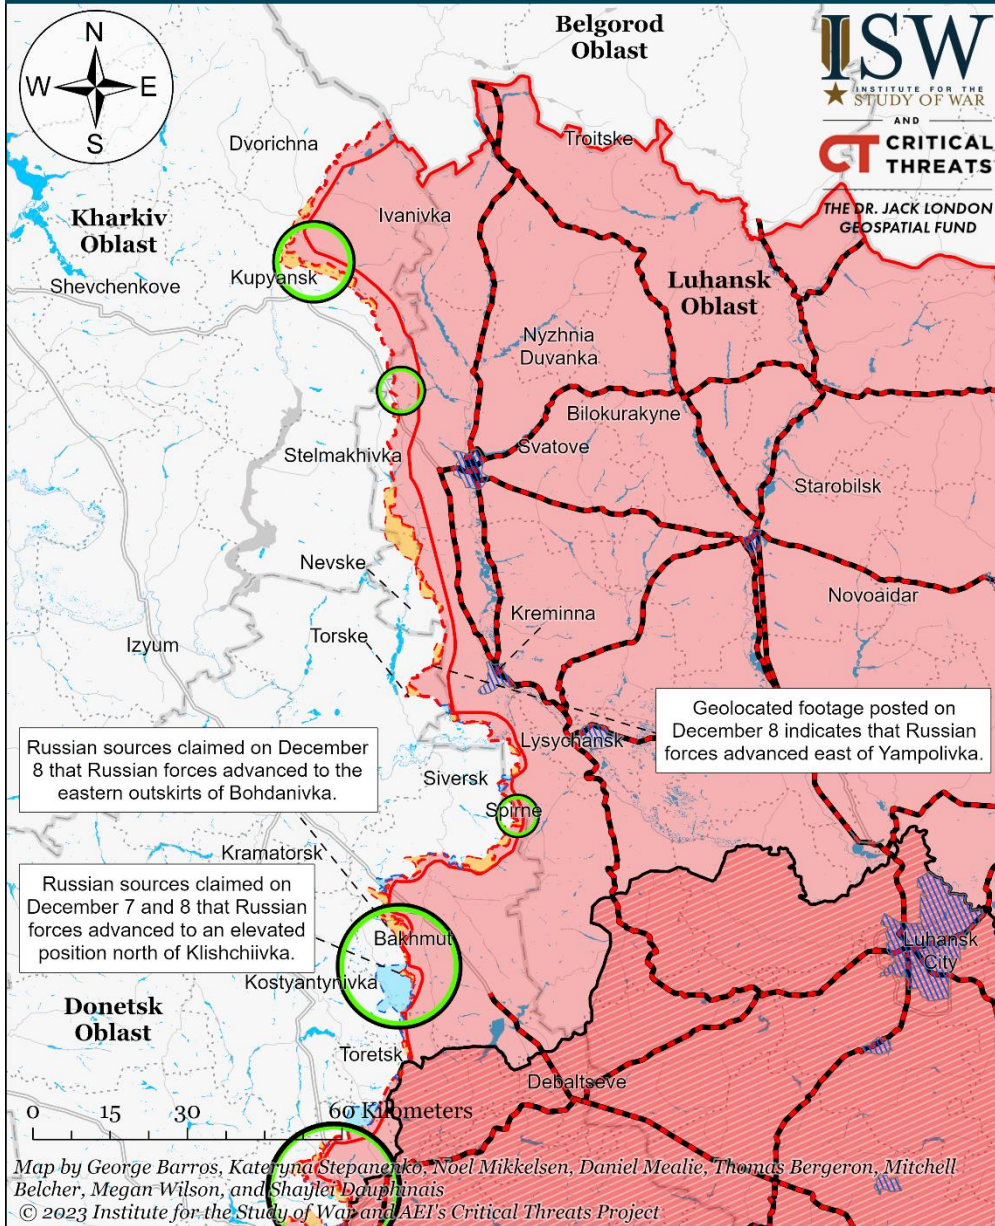 N
W
E
S
Belgorod
Oblast
ISW
INSTITUTE FOR THE
STUDY OF WAR
AND
CT CRITICAL
THREATS
THE DR. JACK LONDON
GEOSPATIAL FUND
Dvorichna
Troitske
Kharkiv
Oblast
Ivanivka
Shevchenkove
Kupyansk
Luhansk
Oblast
Nyzhnia
Duvanka
Bilokurakyne
Svatove
Stelmakhivka
Starobilsk
Nevske
Novoaidar
Kreminna
Torske
Izyum
Geolocated footage posted on
December 8 indicates that Russian
forces advanced east of Yampolivka.
Lysychansk
Russian sources claimed on December
8 that Russian forces advanced to the
eastern outskirts of Bohdanivka.
Siversk
Spirne
Kramatorsk
Russian sources claimed on
December 7 and 8 that Russian
forces advanced to an elevated
position north of Klishchiivka.
Bakhmut
Luhansk
City
Kostyantynivka
Donetsk
Oblast
Toretsk
Debaltseve
0 15 30 60 Kilometers
Map by George Barros, Kateryna Stepanenko, Noel Mikkelsen, Daniel Mealie, Thomas Bergeron, Mitchell
Belcher, Megan Wilson, and Shaylei Dauphinais
© 2023 Institute for the Study of War and AEI's Critical Threats Project